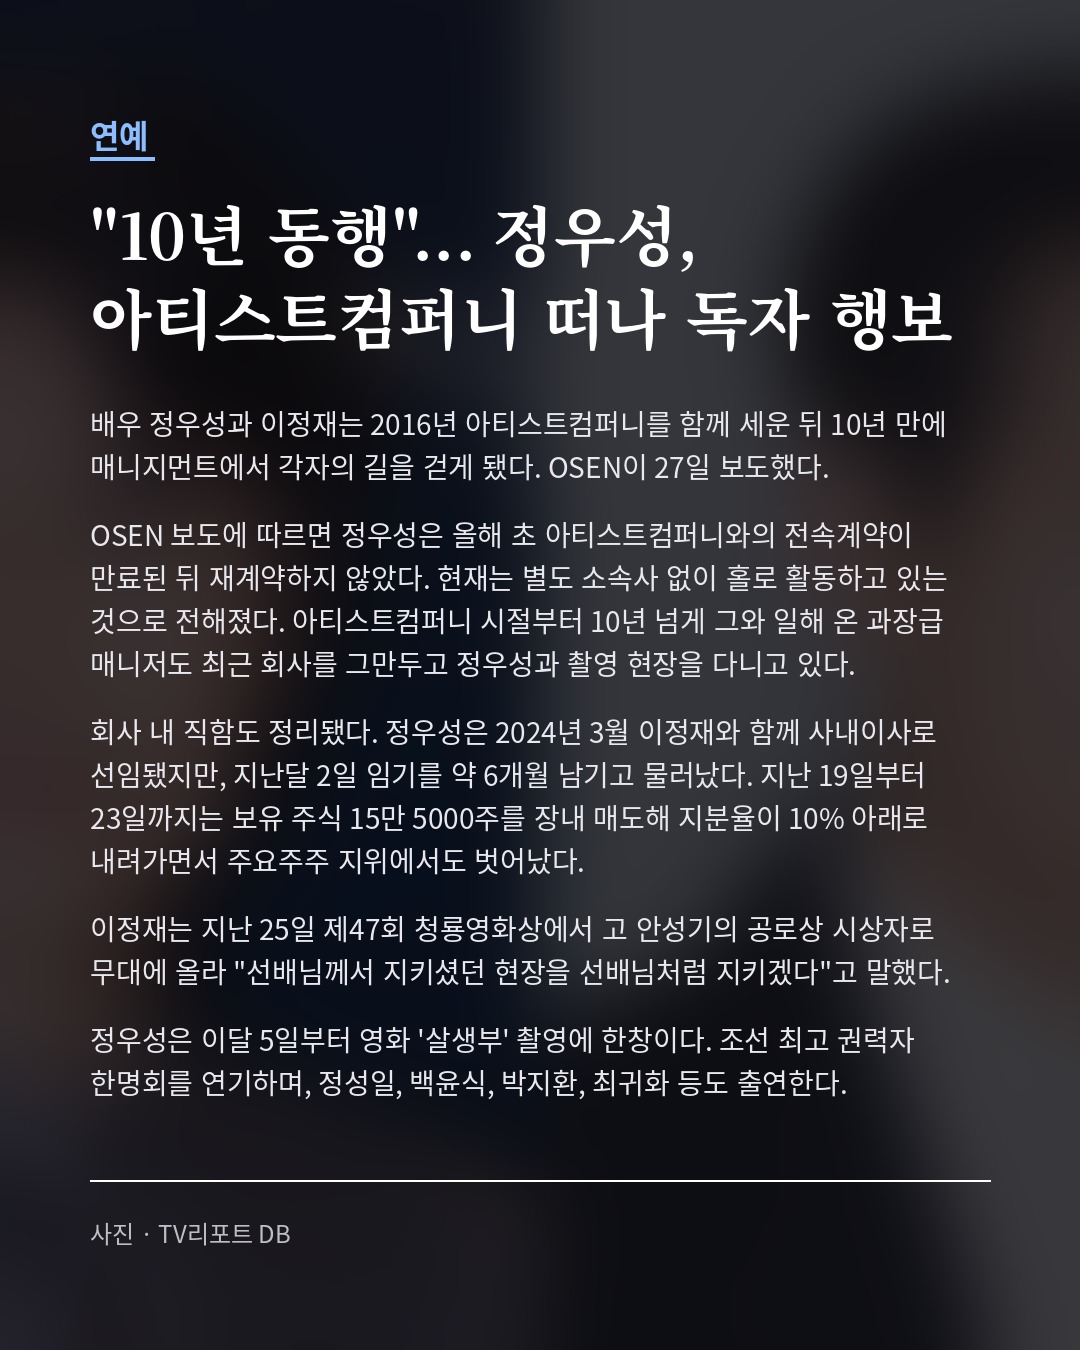 연예
"10년 동행"... 정우성,
아티스트컴퍼니 떠나 독자 행보
배우 정우성과 이정재는 2016년 아티스트컴퍼니를 함께 세운 뒤 10년 만에
매니지먼트에서 각자의 길을 걷게 됐다. OSEN이 27일 보도했다.
OSEN 보도에 따르면 정우성은 올해 초 아티스트컴퍼니와의 전속계약이
만료된 뒤 재계약하지 않았다. 현재는 별도 소속사 없이 홀로 활동하고 있는
것으로 전해졌다. 아티스트컴퍼니 시절부터 10년 넘게 그와 일해 온 과장급
매니저도 최근 회사를 그만두고 정우성과 촬영 현장을 다니고 있다.
회사 내 직함도 정리됐다. 정우성은 2024년 3월 이정재와 함께 사내이사로
선임됐지만, 지난달 2일 임기를 약 6개월 남기고 물러났다. 지난 19일부터
23일까지는 보유 주식 15만 5000주를 장내 매도해 지분율이 10% 아래로
내려가면서 주요주주 지위에서도 벗어났다.
이정재는 지난 25일 제47회 청룡영화상에서 고 안성기의 공로상 시상자로
무대에 올라 "선배님께서 지키셨던 현장을 선배님처럼 지키겠다"고 말했다.
정우성은 이달 5일부터 영화 '살생부' 촬영에 한창이다. 조선 최고 권력자
한명회를 연기하며, 정성일, 백윤식, 박지환, 최귀화 등도 출연한다.
사진 · TV리포트 DB